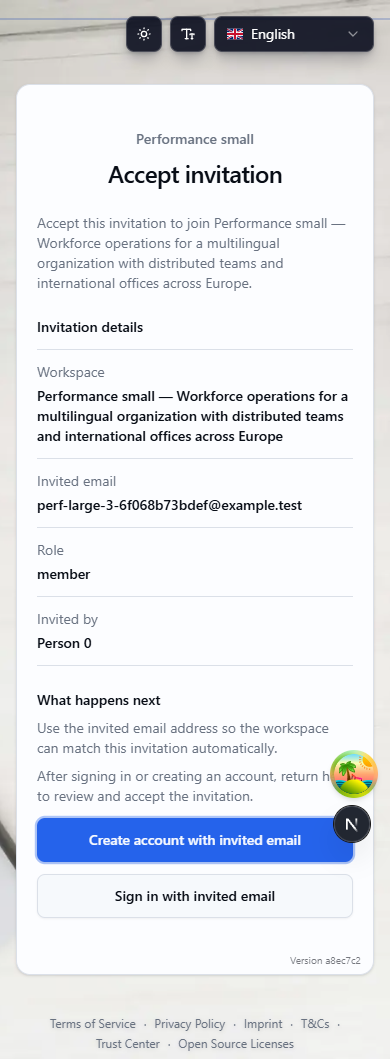 English
Performance small
Accept invitation
Accept this invitation to join Performance small —
Workforce operations for a multilingual
organization with distributed teams and
international offices across Europe.
Invitation details
Workspace
Performance small — Workforce operations for a
multilingual organization with distributed teams
and international offices across Europe
Invited email
perf-large-3-6f068b73bdef@example.test
Role
member
Invited by
Person 0
What happens next
Use the invited email address so the workspace
can match this invitation automatically.
After signing in or creating an account, return
to review and accept the invitation.
Create account with invited email
Sign in with invited email
Version a8ec7c2
Terms of Service · Privacy Policy · Imprint · T&Cs ·
Trust Center · Open Source Licenses